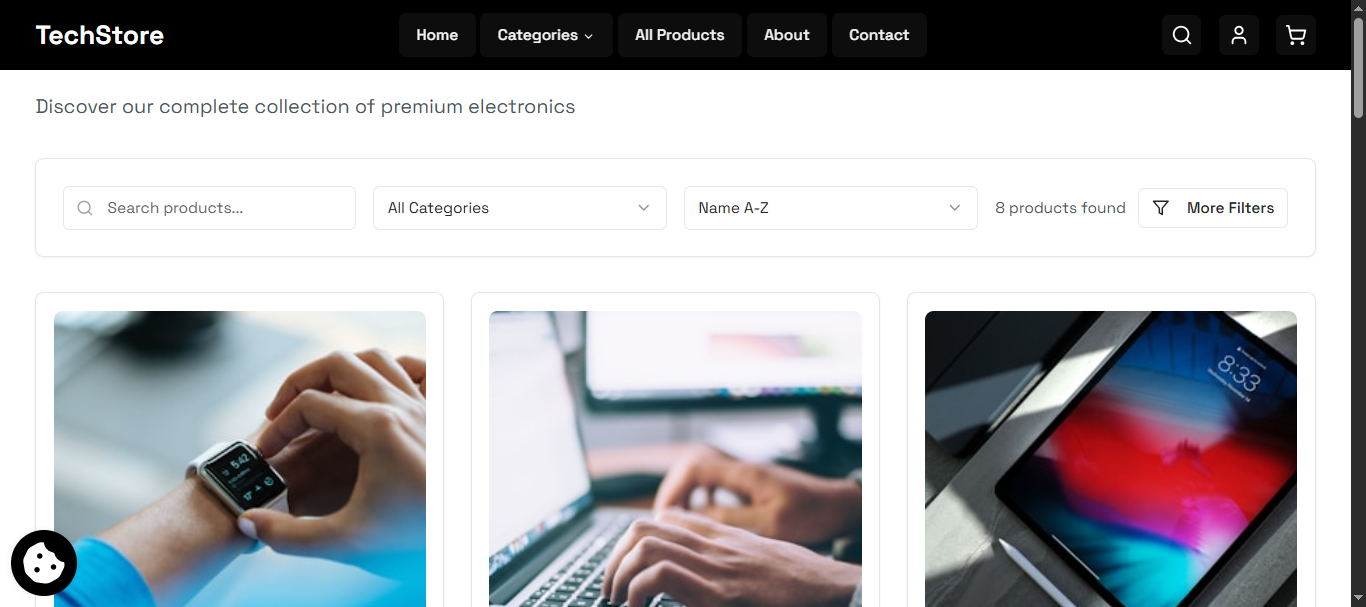 TechStore
Home
Categories
All Products
About
Contact
Discover our complete collection of premium electronics
Search products...
All Categories
Name A-Z
8 products found
More Filters
5:42
8:33